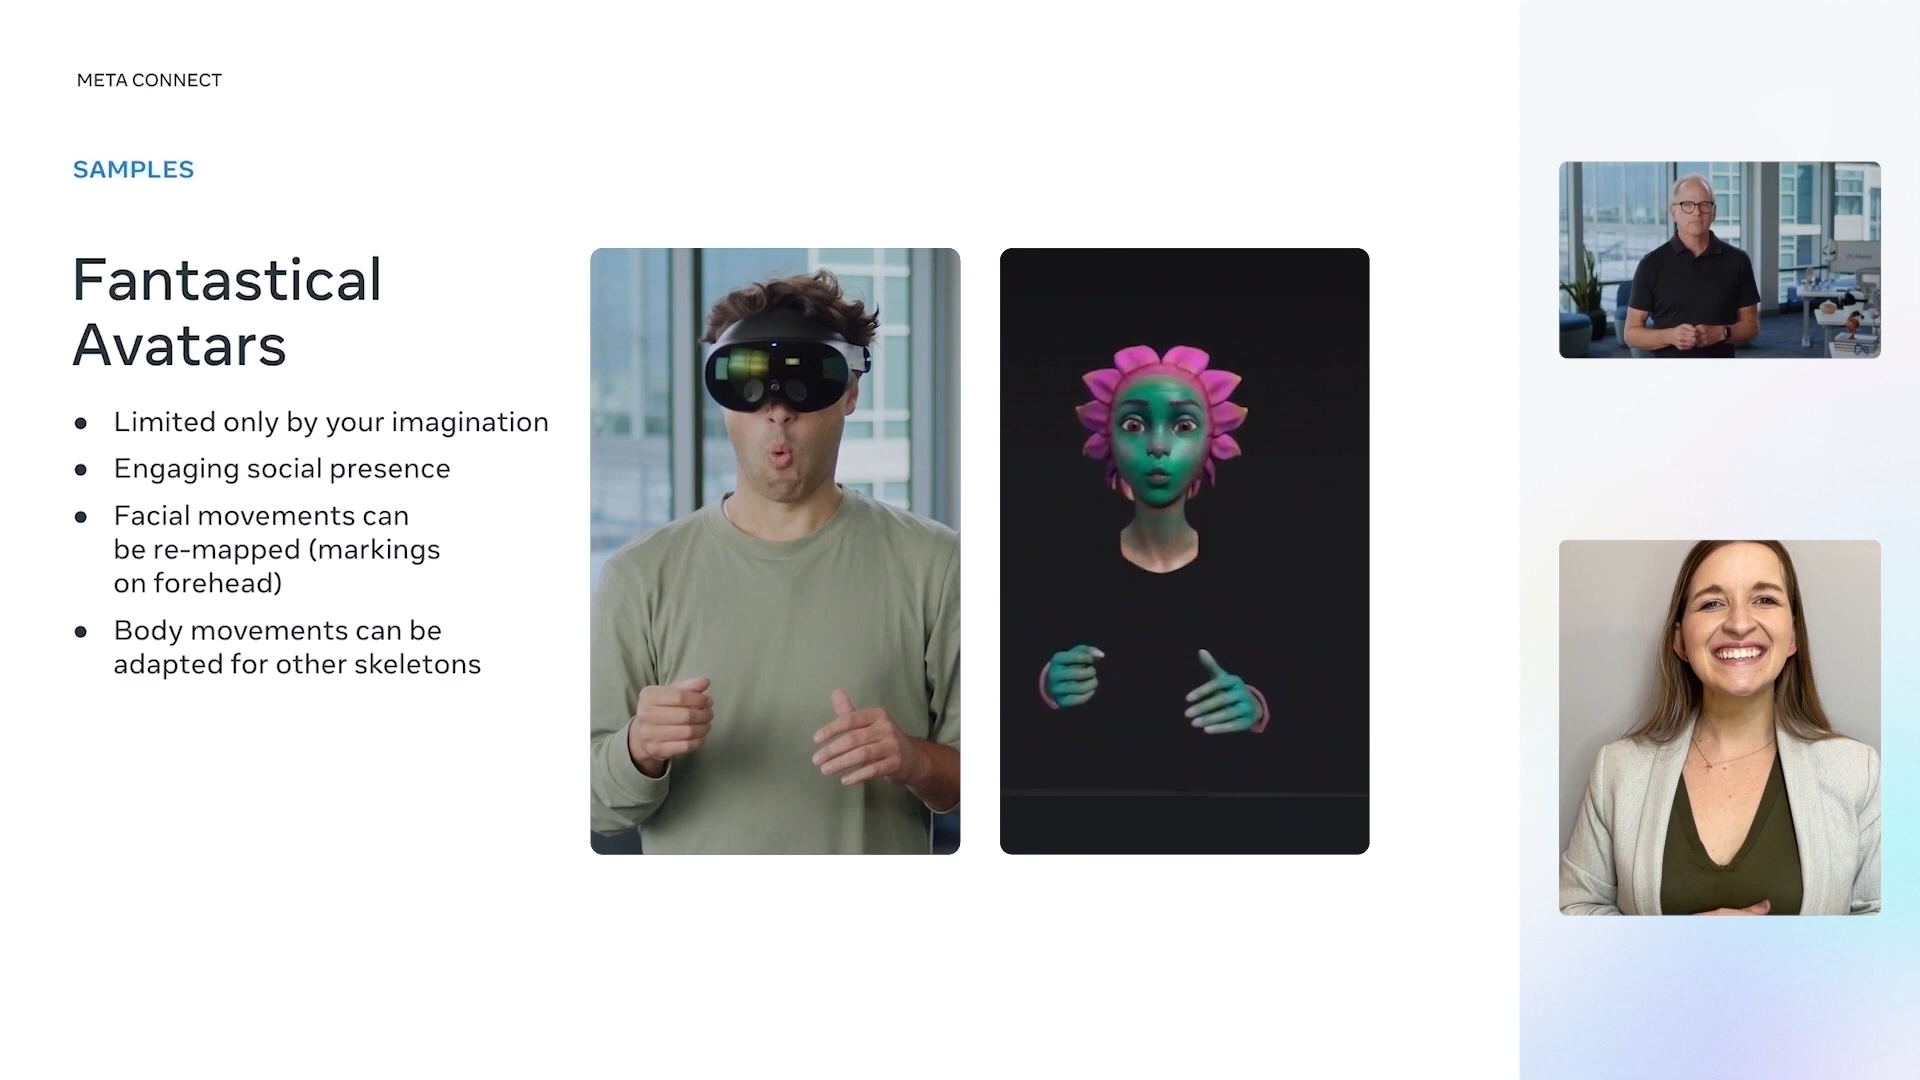 META CONNECT
SAMPLES
Fantastical
Avatars
● Limited only by your imagination
● Engaging social presence
● Facial movements can
be re-mapped (markings
on forehead)
● Body movements can be
adapted for other skeletons